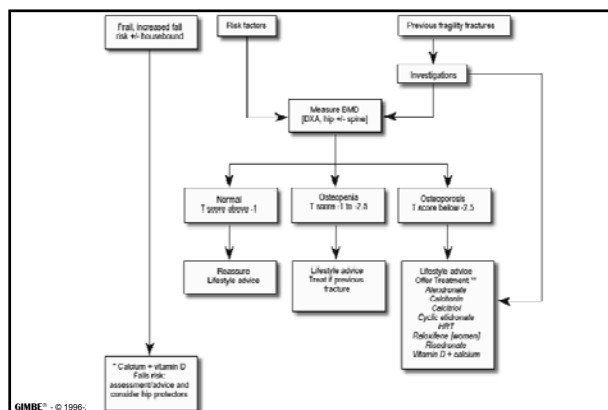 Frail, increased fall
risk +/- housebound
Risk factors
Previous fragility fractures
Investigations
Measure BMD
[DXA, hip +/- spine]
Normal
T score above -1
Osteopenia
T score -1 to -2.5
Osteoporosis
T score below -2.5
Reassure
Lifestyle advice
Lifestyle advice
Treat if previous
fracture
Lifestyle advice
Offer Treatment **
Alendronate
Calcitonin
Calcitriol
Cyclic etidronate
HRT
Raloxifene [women]
Risedronate
Vitamin D + calcium
* Calcium + vitamin D
Falls risk:
assessment/advice and
consider hip protectors
GIMBE® - © 1996-